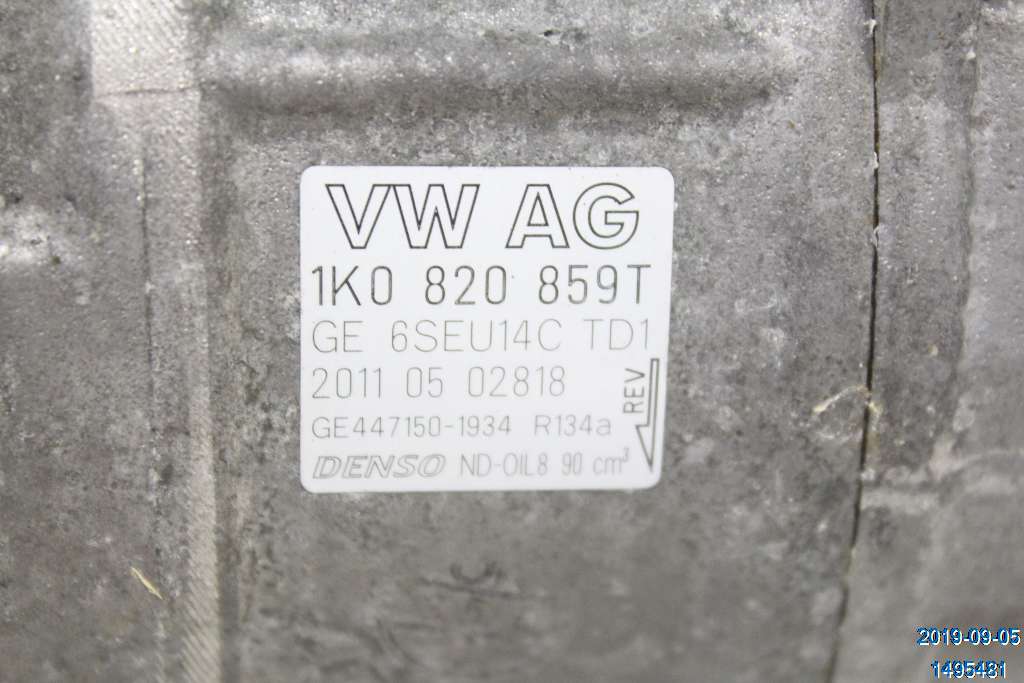 VW AG
1K0 820 859T
GE 6SEU14C TD1
2011 05 02818
REV
GE447150-1934 R134a
DENSO ND-OIL8 90 cm³
2019-09-05
1495481